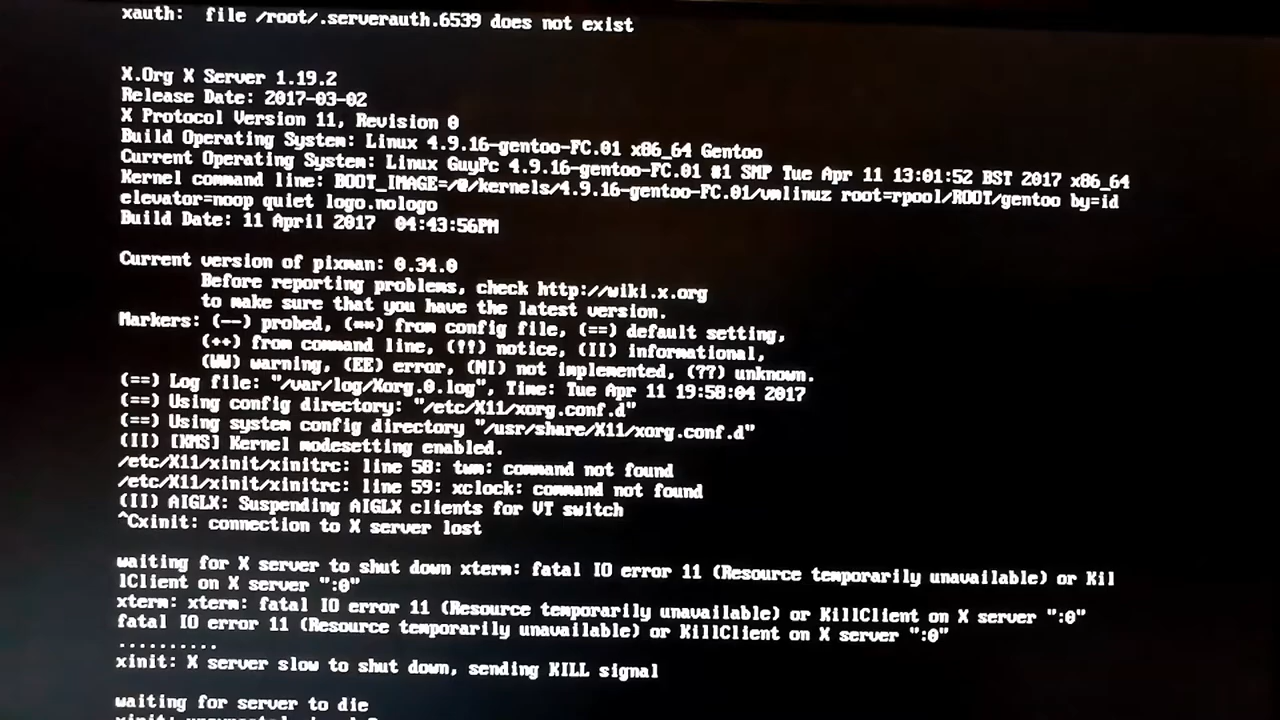 xauth:  file /root/.serverauth.6539 does not exist
X.Org X Server 1.19.2
Release Date: 2017-03-02
X Protocol Version 11, Revision 0
Build Operating System: Linux 4.9.16-gentoo-FC.01 x86_64 Gentoo
Current Operating System: Linux GuyPc 4.9.16-gentoo-FC.01 #1 SMP Tue Apr 11 13:01:52 BST 2017 x86_64
Kernel command line: BOOT_IMAGE=/@/kernels/4.9.16-gentoo-FC.01/vmlinuz root=rpool/ROOT/gentoo by=id
elevator=noop quiet logo.nologo
Build Date: 11 April 2017  04:43:56PM
Current version of pixman: 0.34.0
Before reporting problems, check http://wiki.x.org
to make sure that you have the latest version.
Markers: (--) probed, (**) from config file, (==) default setting,
(++) from command line, (!!) notice, (II) informational,
(WW) warning, (EE) error, (NI) not implemented, (??) unknown.
(==) Log file: "/var/log/Xorg.0.log", Time: Tue Apr 11 19:58:04 2017
(==) Using config directory: "/etc/X11/xorg.conf.d"
(==) Using system config directory "/usr/share/X11/xorg.conf.d"
(II) [KMS] Kernel modesetting enabled.
/etc/X11/xinit/xinitrc: line 58: twm: command not found
/etc/X11/xinit/xinitrc: line 59: xclock: command not found
(II) AIGLX: Suspending AIGLX clients for VT switch
^Cxinit: connection to X server lost
waiting for X server to shut down xterm: fatal IO error 11 (Resource temporarily unavailable) or Kil
lClient on X server ":0"
xterm: xterm: fatal IO error 11 (Resource temporarily unavailable) or KillClient on X server ":0"
fatal IO error 11 (Resource temporarily unavailable) or KillClient on X server ":0"
..........
xinit: X server slow to shut down, sending KILL signal
waiting for server to die